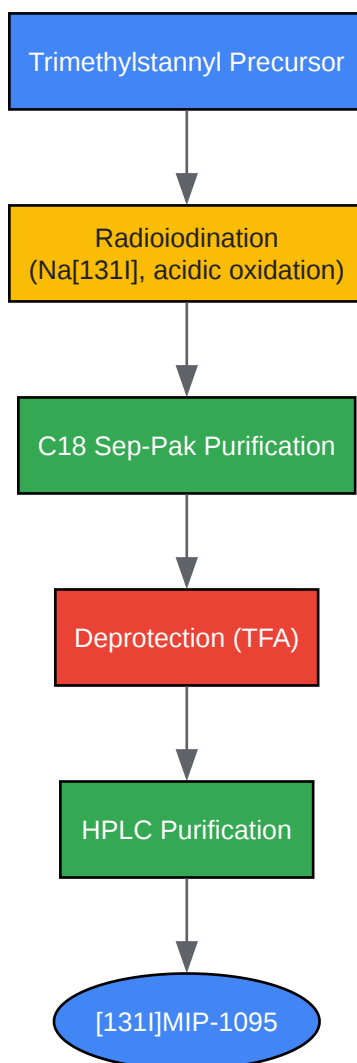 Trimethylstannyl Precursor
Radioiodination
(Na[131I], acidic oxidation)
C18 Sep-Pak Purification
Deprotection (TFA)
HPLC Purification
[131I]MIP-1095